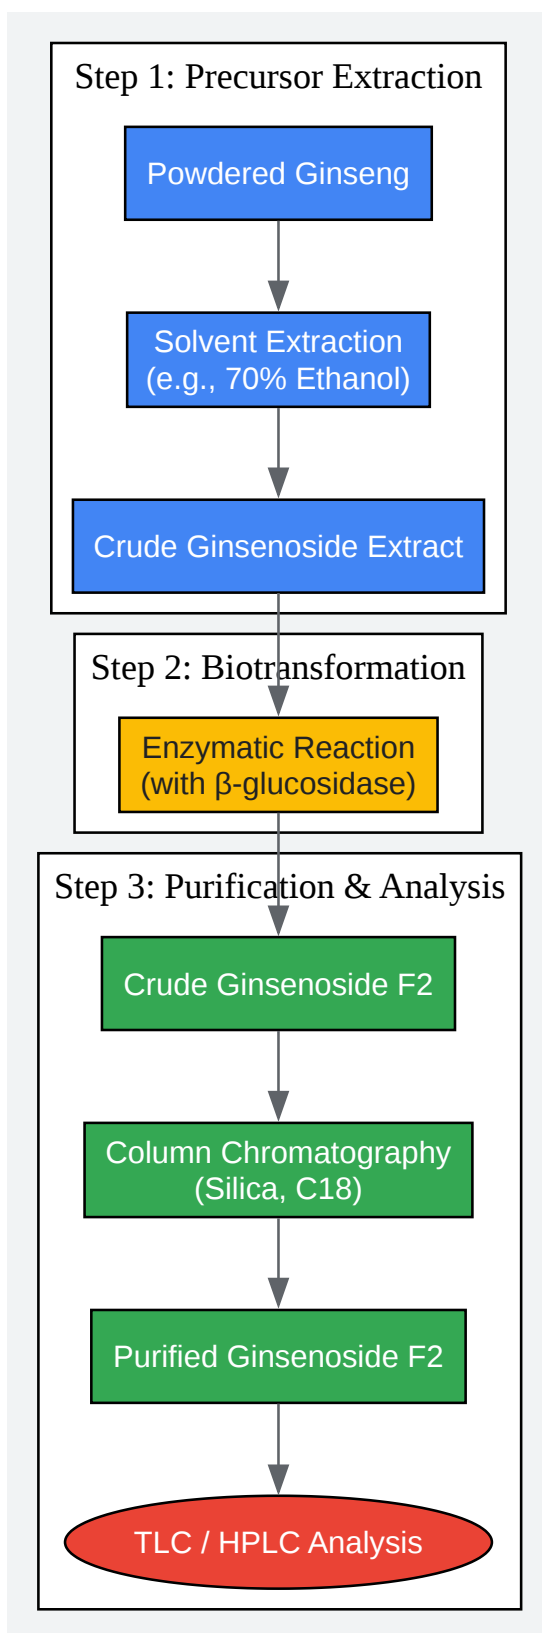 Step 1: Precursor Extraction
Powdered Ginseng
Solvent Extraction
(e.g., 70% Ethanol)
Crude Ginsenoside Extract
Step 2: Biotransformation
Enzymatic Reaction
(with β-glucosidase)
Step 3: Purification & Analysis
Crude Ginsenoside F2
Column Chromatography
(Silica, C18)
Purified Ginsenoside F2
TLC / HPLC Analysis